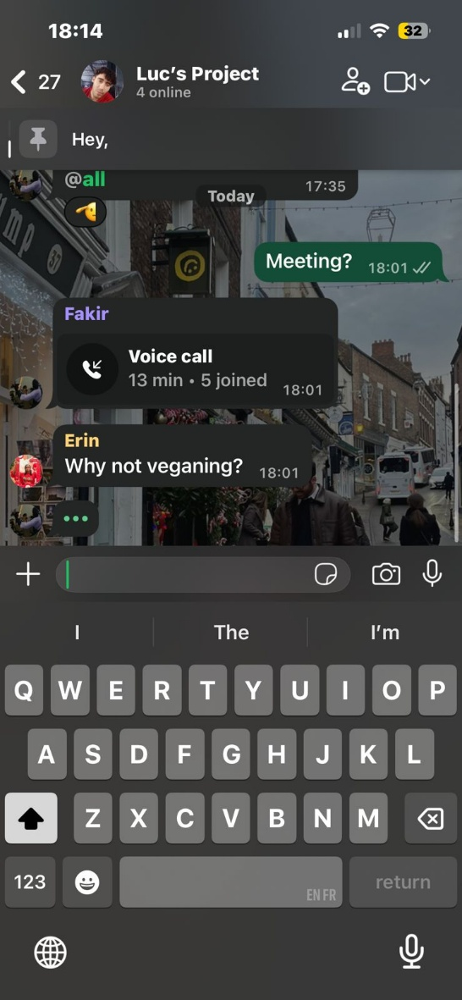 18:14
32
27
Luc's Project
4 online
Hey,
@all
17:35
Today
37
Meeting? 18:01
Fakir
Voice call
13 min • 5 joined 18:01
Erin
Why not veganing? 18:01
I The I'm
Q W E R T Y U I O P
A S D F G H J K L
Z X C V B N M
123 EN FR return